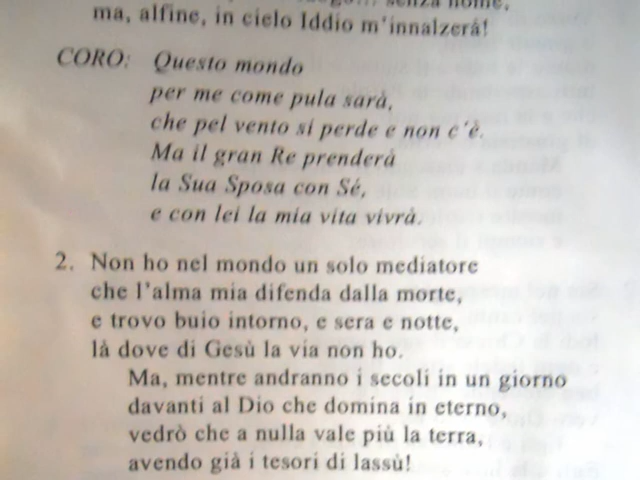 senza nome,
ma, alfine, in cielo Iddio m'innalzerá!
CORO: Questo mondo
per me come pula sarà,
che pel vento si perde e non c'è.
Ma il gran Re prenderà
la Sua Sposa con Sé,
e con lei la mia vita vivrà.
2. Non ho nel mondo un solo mediatore
che l'alma mia difenda dalla morte,
e trovo buio intorno, e sera e notte,
là dove di Gesù la via non ho.
Ma, mentre andranno i secoli in un giorno
davanti al Dio che domina in eterno,
vedrò che a nulla vale più la terra,
avendo già i tesori di lassù!